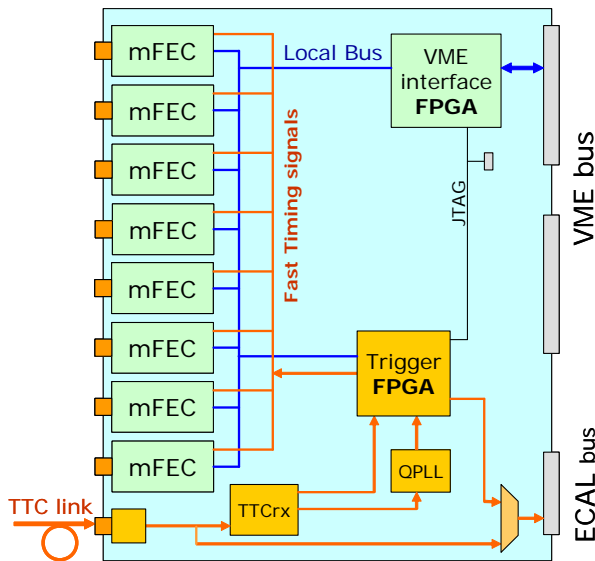 mFEC
mFEC
mFEC
mFEC
mFEC
mFEC
mFEC
mFEC
Local Bus
VME
interface
FPGA
VME bus
Fast Timing signals
JTAG
Trigger
FPGA
QPLL
TTCrx
TTC link
ECAL bus